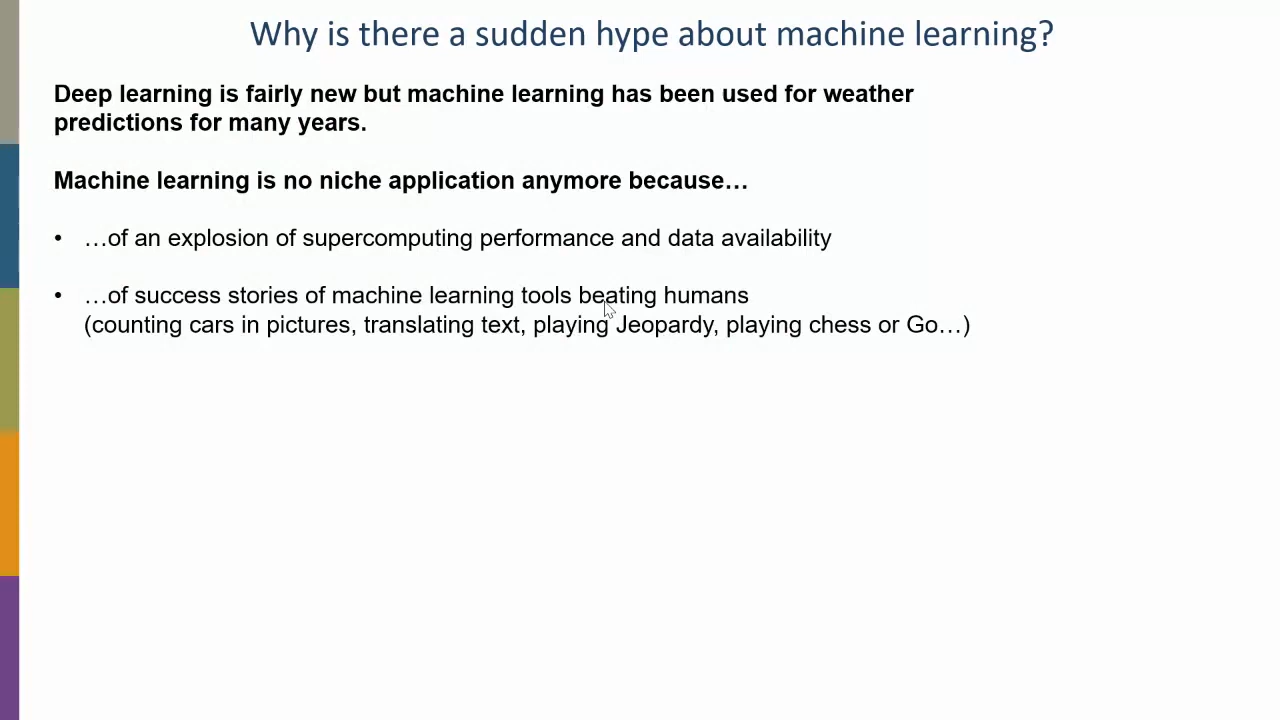 Why is there a sudden hype about machine learning?
Deep learning is fairly new but machine learning has been used for weather
predictions for many years.
Machine learning is no niche application anymore because…
• …of an explosion of supercomputing performance and data availability
• …of success stories of machine learning tools beating humans
(counting cars in pictures, translating text, playing Jeopardy, playing chess or Go…)